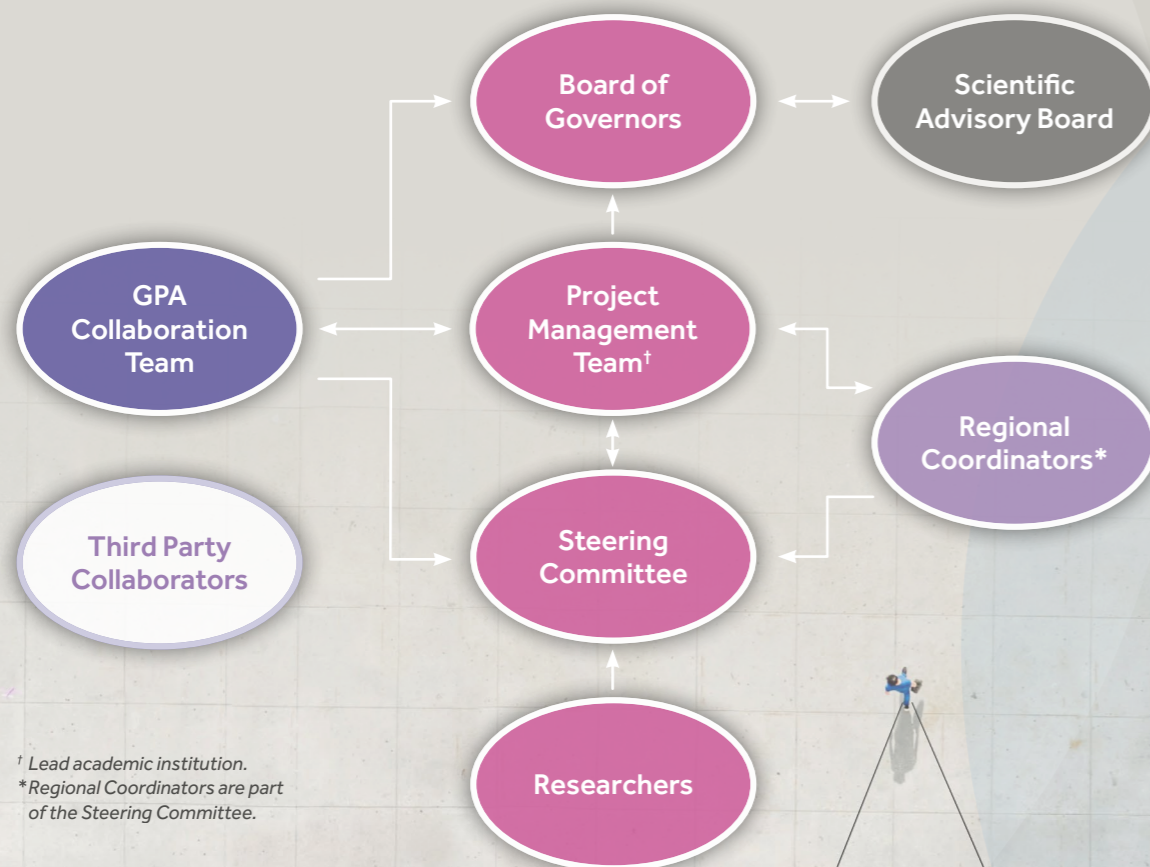 Board of
Governors
Scientific
Advisory Board
GPA
Collaboration
Team
Project
Management
Team†
Regional
Coordinators*
Third Party
Collaborators
Steering
Committee
Researchers
† Lead academic institution.
*Regional Coordinators are part
of the Steering Committee.